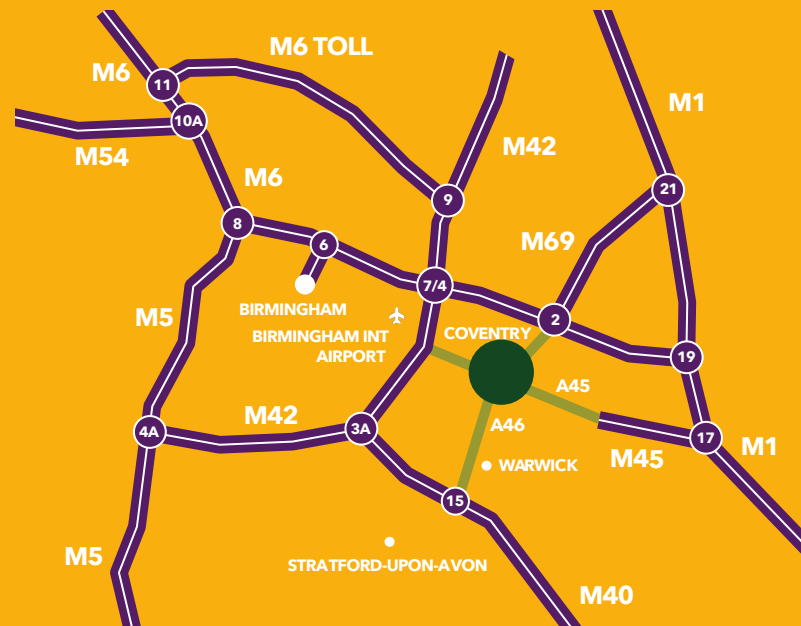 M6 TOLL
M6
11
M1
10A
M42
M54
M6
21
9
8
M69
6
7/4
BIRMINGHAM
M5
2
BIRMINGHAM INT
AIRPORT
COVENTRY
19
A45
M42
A46
4A
3A
17
M1
M45
WARWICK
15
M5
STRATFORD-UPON-AVON
M40